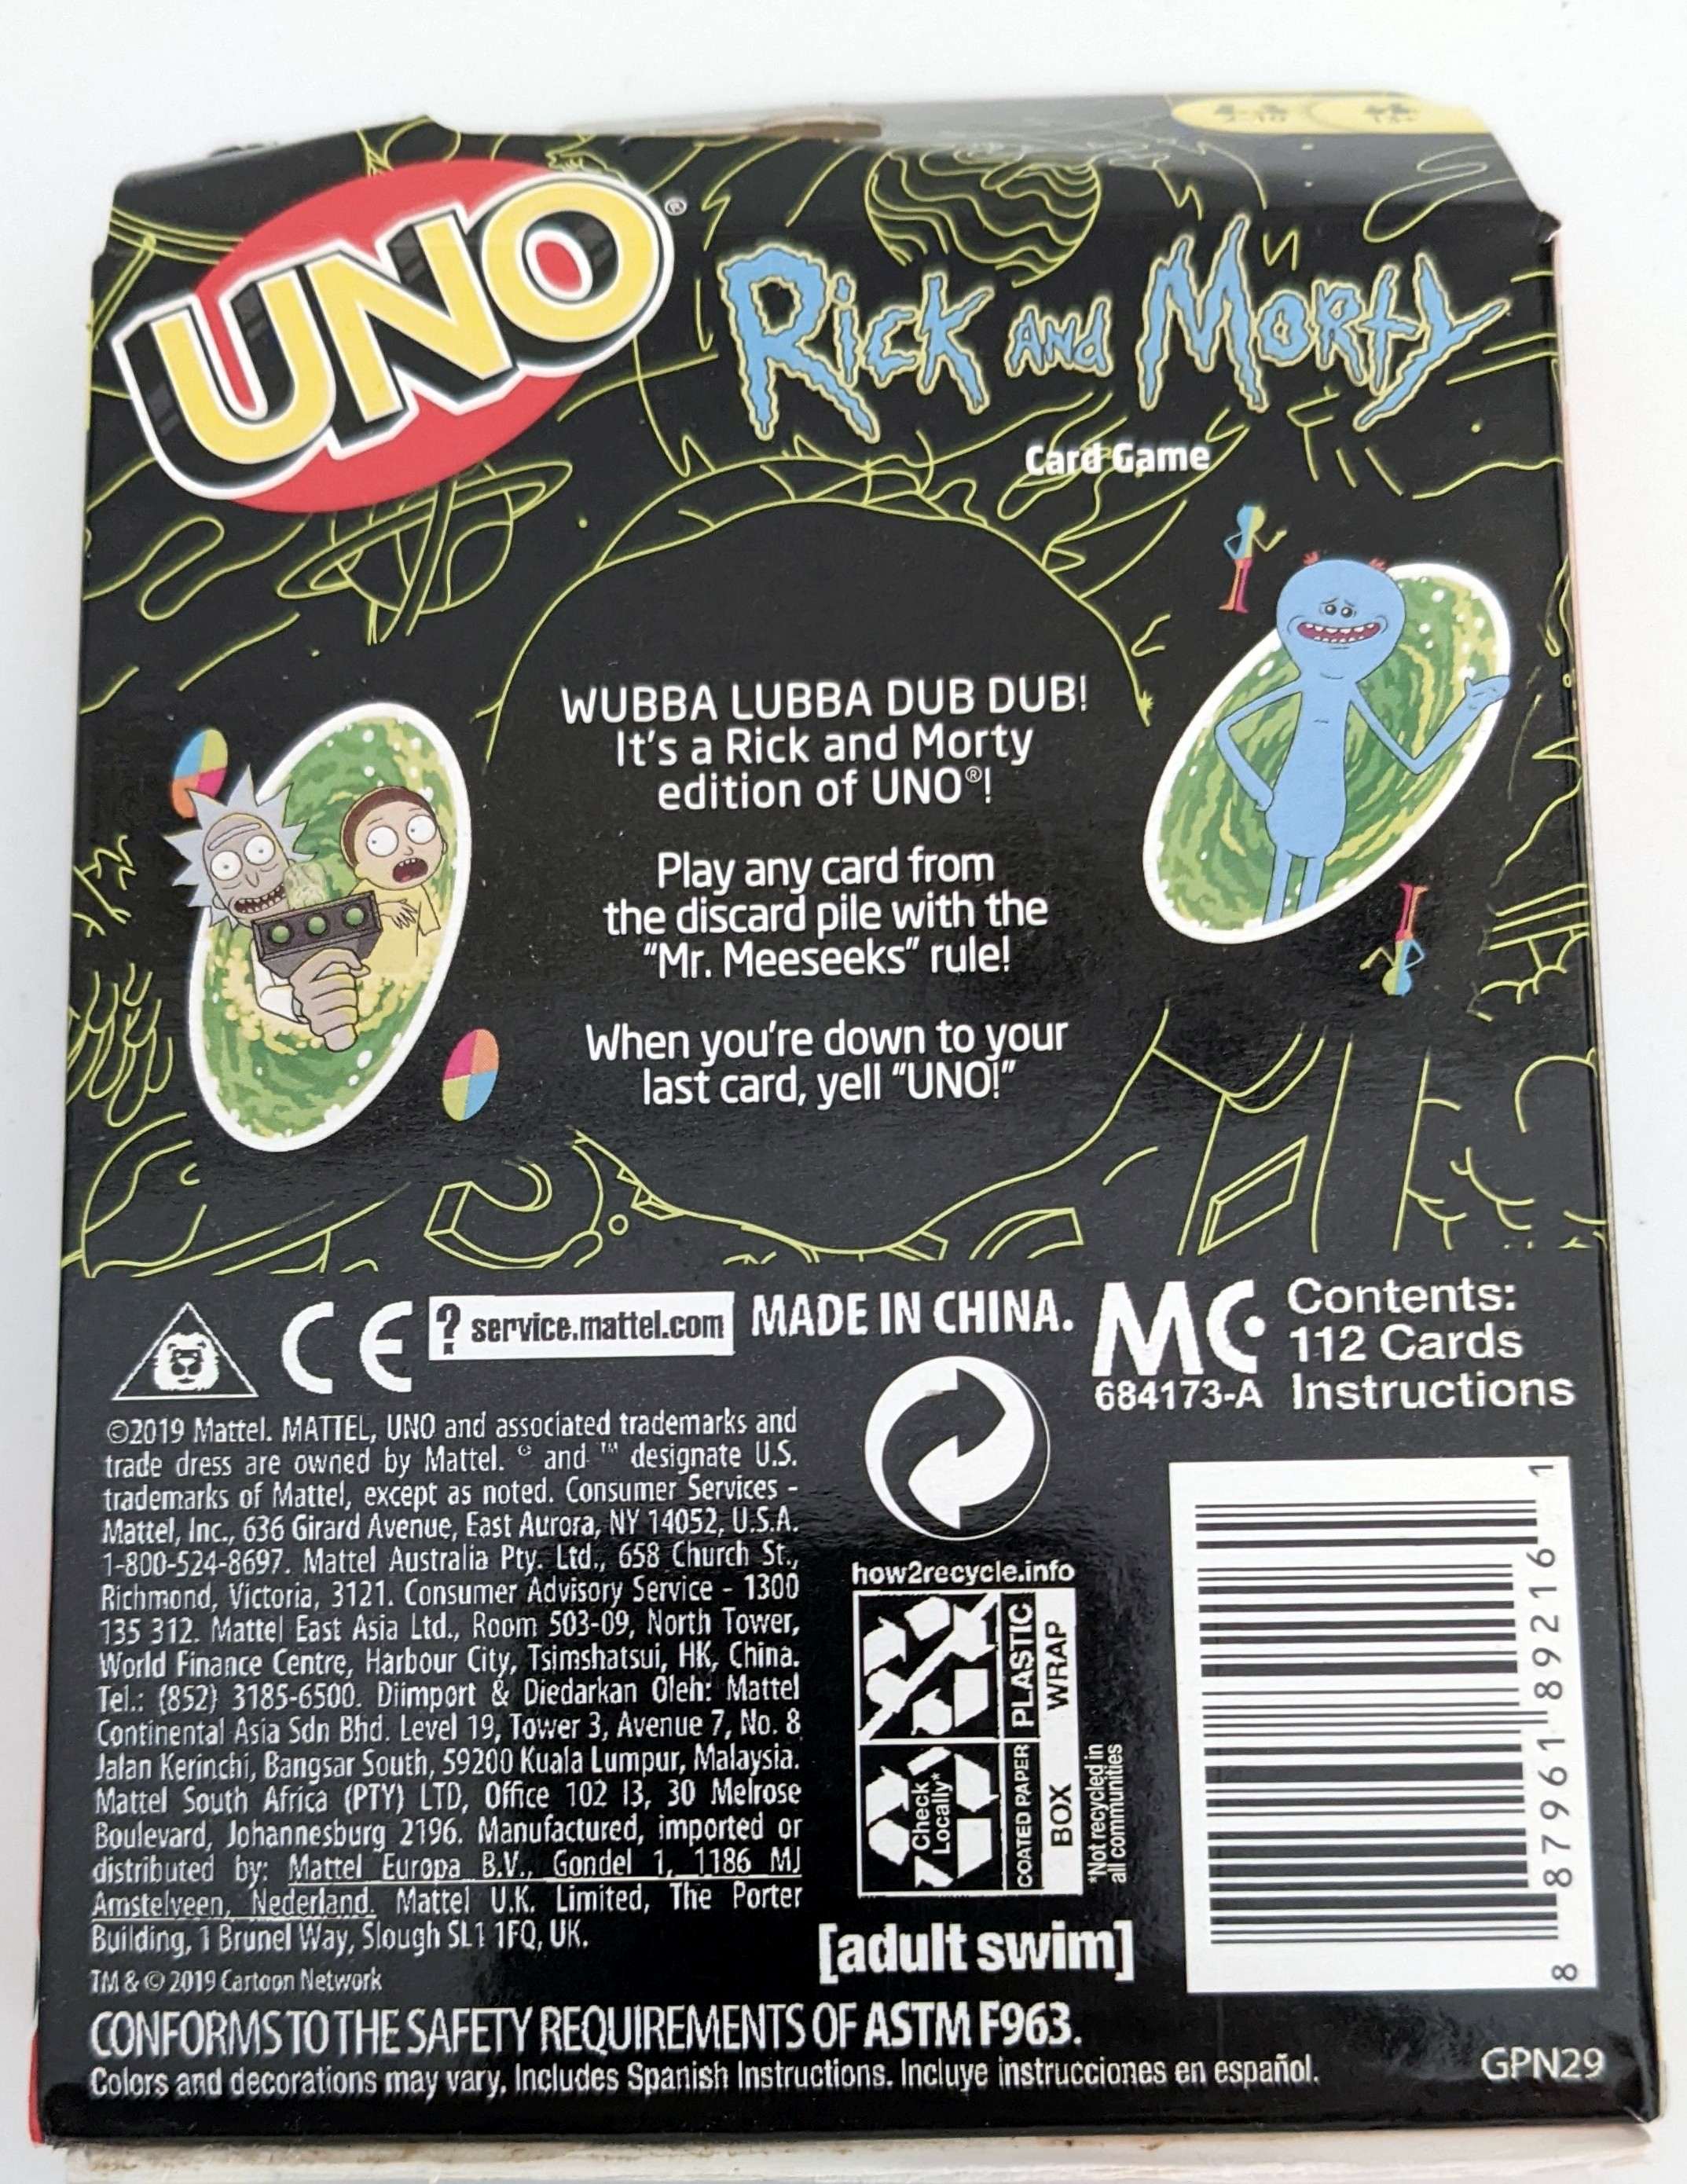 UNO®
Rick and Morty
Card Game
WUBBA LUBBA DUB DUB!
It's a Rick and Morty
edition of UNO®!
Play any card from
the discard pile with the
"Mr. Meeseeks" rule!
When you're down to your
last card, yell "UNO!"
CE
? service.mattel.com
MADE IN CHINA.
MC
684173-A
Contents:
112 Cards
Instructions
©2019 Mattel. MATTEL, UNO and associated trademarks and
trade dress are owned by Mattel. ® and ™ designate U.S.
trademarks of Mattel, except as noted. Consumer Services -
Mattel, Inc., 636 Girard Avenue, East Aurora, NY 14052, U.S.A.
1-800-524-8697. Mattel Australia Pty. Ltd., 658 Church St.,
Richmond, Victoria, 3121. Consumer Advisory Service - 1300
135 312. Mattel East Asia Ltd., Room 503-09, North Tower,
World Finance Centre, Harbour City, Tsimshatsui, HK, China.
Tel.: (852) 3185-6500. Diimport & Diedarkan Oleh: Mattel
Continental Asia Sdn Bhd. Level 19, Tower 3, Avenue 7, No. 8
Jalan Kerinchi, Bangsar South, 59200 Kuala Lumpur, Malaysia.
Mattel South Africa (PTY) LTD, Office 102 I3, 30 Melrose
Boulevard, Johannesburg 2196. Manufactured, imported or
distributed by: Mattel Europa B.V., Gondel 1, 1186 MJ
Amstelveen, Nederland. Mattel U.K. Limited, The Porter
Building, 1 Brunel Way, Slough SL1 1FQ, UK.
TM & © 2019 Cartoon Network
how2recycle.info
PLASTIC
WRAP
Check
Locally*
COATED PAPER
BOX
*Not recycled in
all communities
[adult swim]
8 87961 89216 1
CONFORMS TO THE SAFETY REQUIREMENTS OF ASTM F963.
Colors and decorations may vary. Includes Spanish Instructions. Incluye instrucciones en español.
GPN29